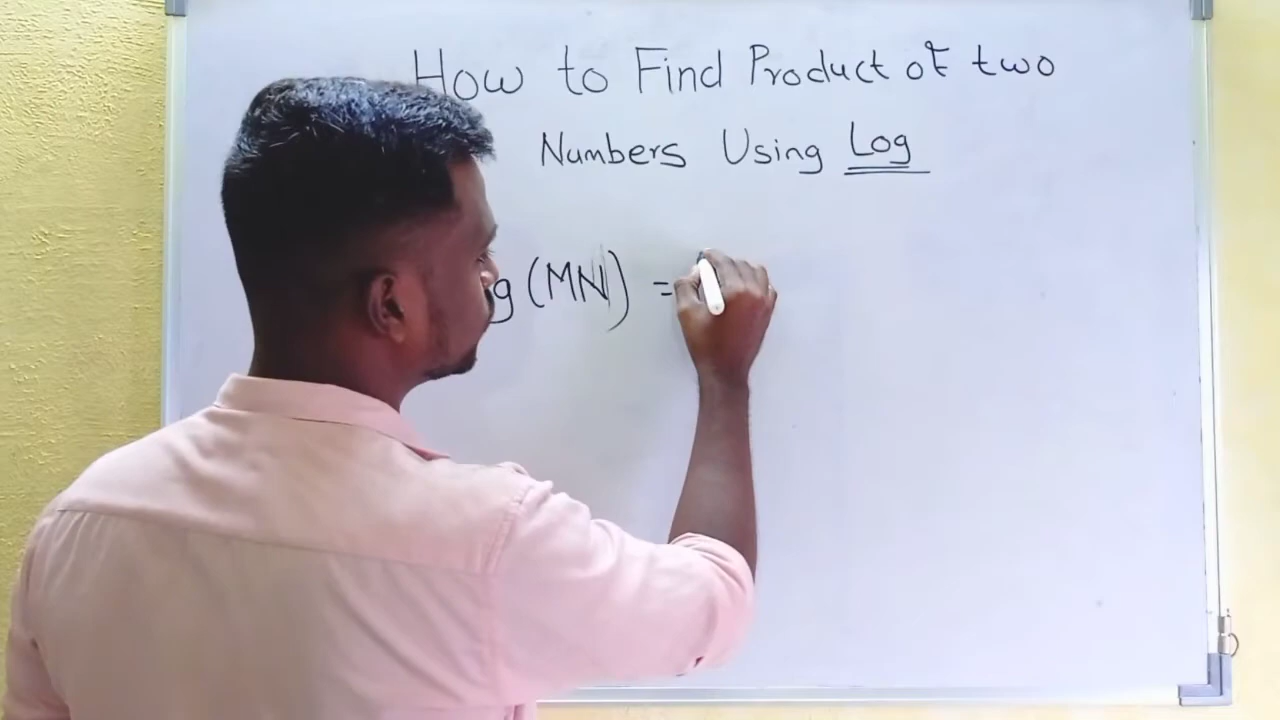 How to Find Product of two
Numbers Using Log
g (MN) =